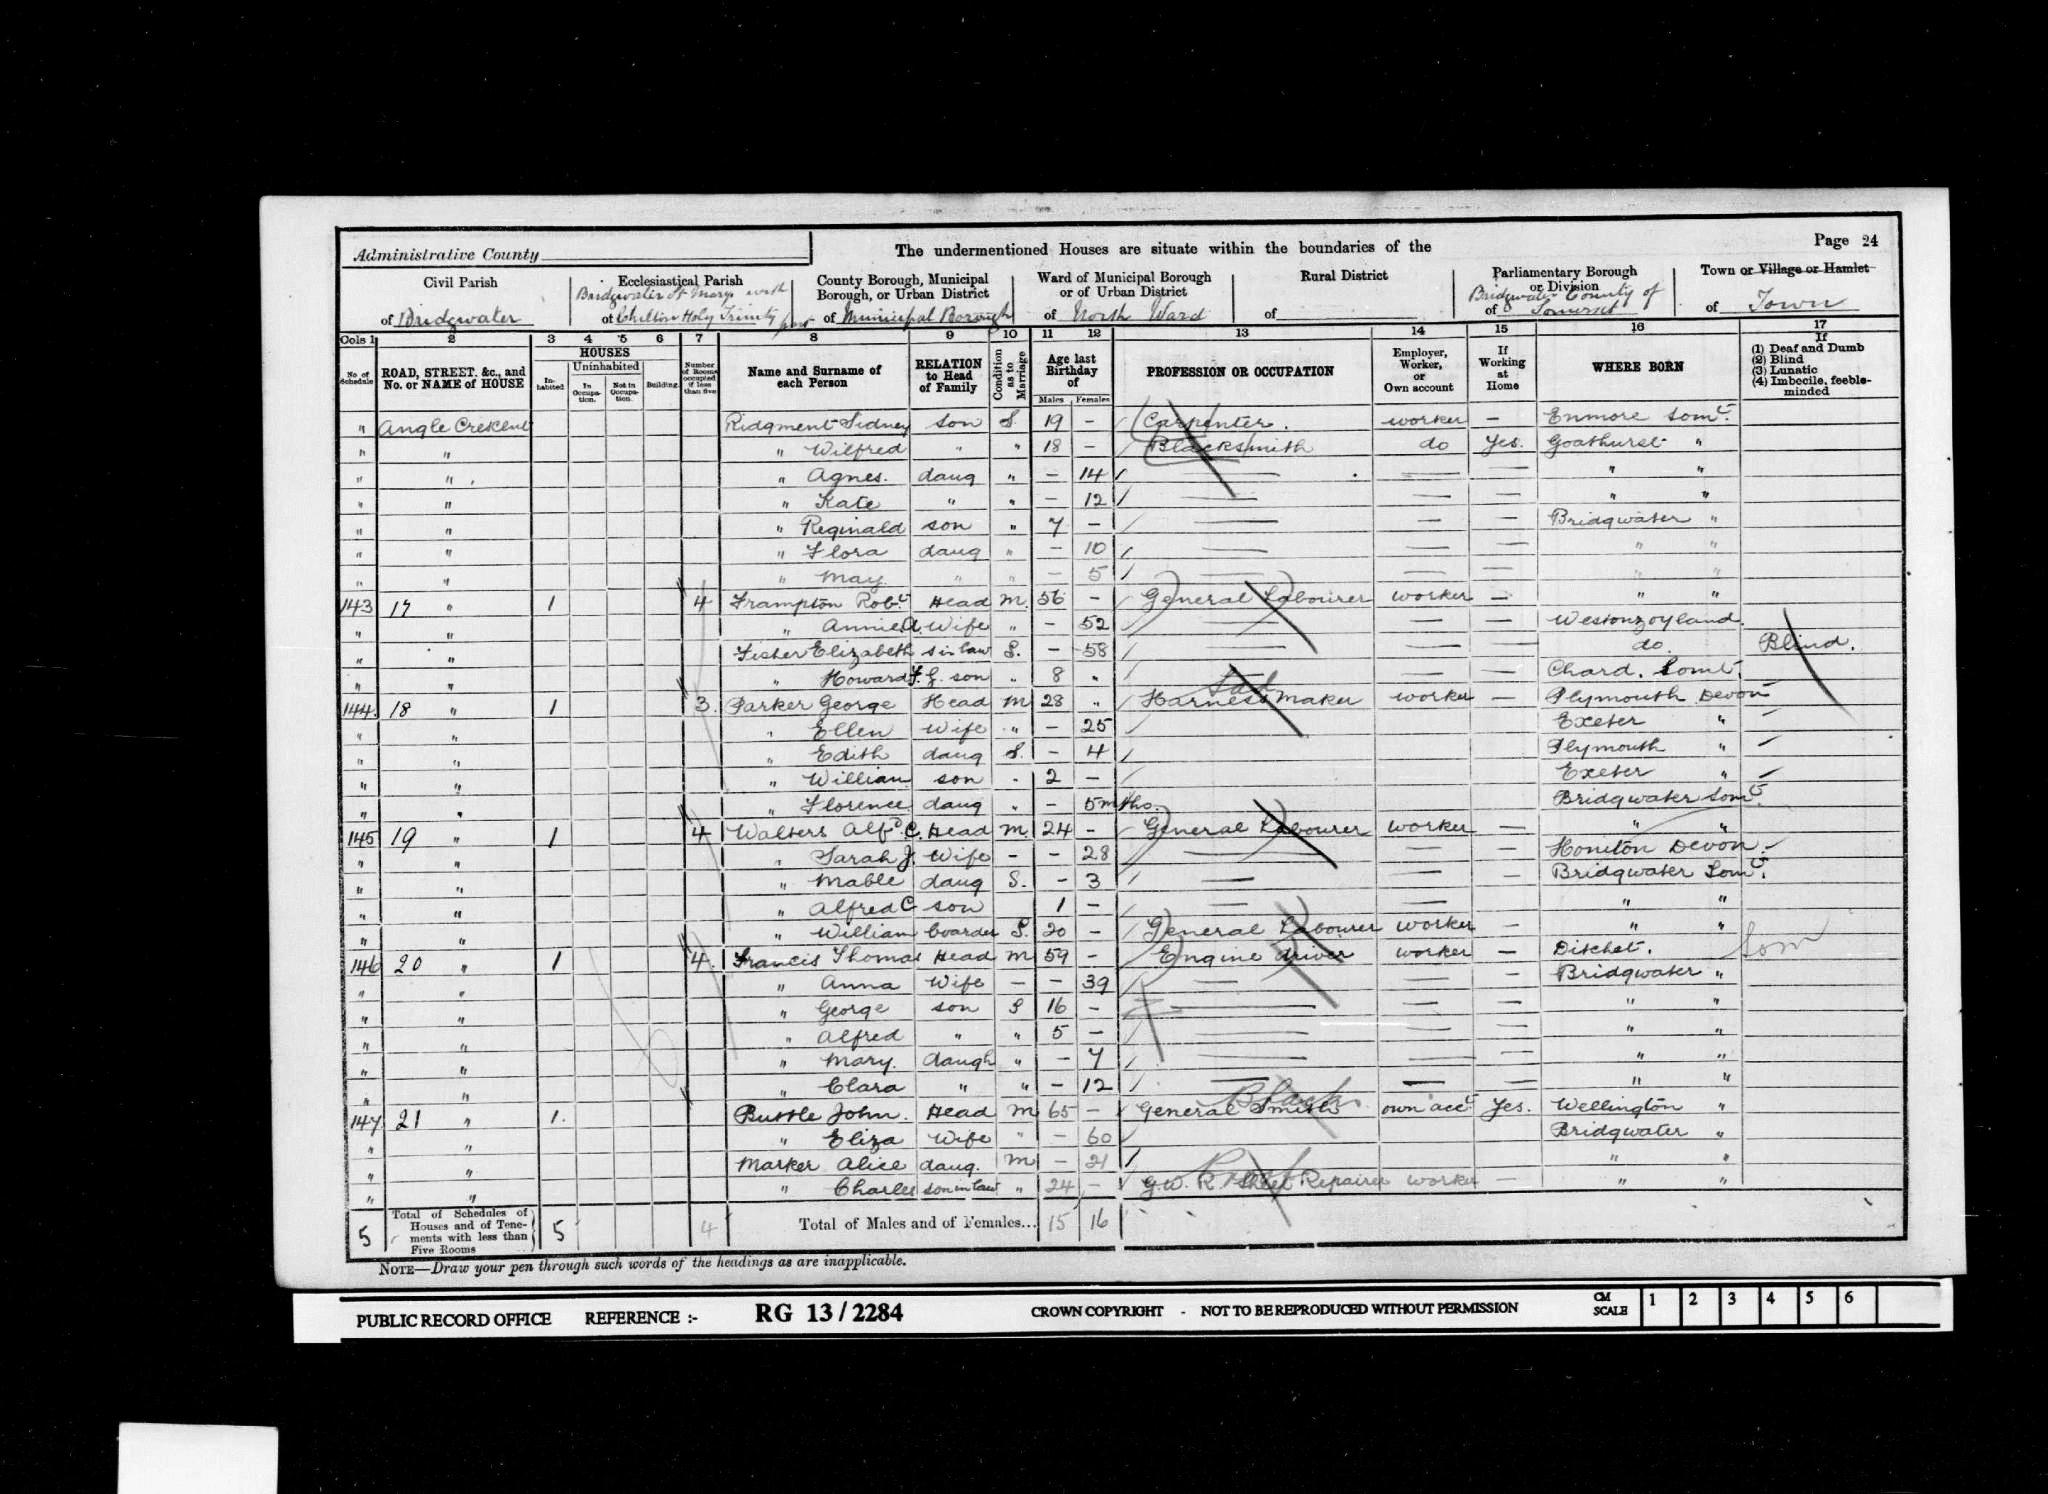 Administrative County
The undermentioned Houses are situate within the boundaries of the
Page 24
Civil Parish
of Bridgwater
Ecclesiastical Parish
Bridgwater St Mary with
of Chilton Holy Trinity part
County Borough, Municipal
Borough, or Urban District
of Municipal Borough
Ward of Municipal Borough
or of Urban District
of North Ward
Rural District
of
Parliamentary Borough
or Division
Bridgwater County of
of Somerset
Town or Village or Hamlet
of Town
Cols 1 2 3 4 5 6 7 8 9 10 11 12 13 14 15 16 17
No. of Schedule
ROAD, STREET, &c., and
No. or NAME of HOUSE
HOUSES
In-habited
Uninhabited
In Occupa-tion.
Not in Occupa-tion.
Building.
Number of Rooms occupied if less than five
Name and Surname of
each Person
RELATION
to Head
of Family
Condition as to Marriage
Age last
Birthday
of
Males Females
PROFESSION OR OCCUPATION
Employer,
Worker,
or
Own account
If
Working
at
Home
WHERE BORN
If
(1) Deaf and Dumb
(2) Blind
(3) Lunatic
(4) Imbecile, feeble-
minded
" Angle Crescent Ridgment Sidney son S. 19 – Carpenter. worker – Enmore Somt.
" " " Wilfred " " 18 – Blacksmith do Yes. Goathurst "
" " " Agnes. daug " – 14 — — — " "
" " " Kate " " – 12 — — — " "
" " " Reginald son " 7 – — — — Bridgwater "
" " " Flora daug " – 10 — — — " "
" " " May " " – 5 — — — " "
143 17 " 1 4 Frampton Robt. Head M. 56 – General Labourer worker – " "
" " " Annie A. Wife " – 52 — — — Westonzoyland.
" " Fisher Elizabeth s in law S. – 58 — — — do. Blind.
" " " Howard F. G. son " 8 " — — — Chard. Somt.
144. 18 " 1 3. Parker George Head M 28 " Harness Maker worker – Plymouth Devon
" " " Ellen Wife " – 25 Exeter "
" " " Edith daug S. – 4 Plymouth "
" " " William son " 2 – Exeter "
" " " Florence daug " – 5 mths. Bridgwater Somt.
145 19 " 1 4 Walters Alfd. C. Head M. 24 – General Labourer worker — " "
" " " Sarah J. Wife – – 28 — — — Honiton Devon.
" " " Mable daug S. – 3 — — — Bridgwater Somt.
" " " Alfred C son 1 – — — — " "
" " " William boarder S. 20 – General Labourer worker – " "
146 20 " 1 4. Francis Thomas Head M 59 – Engine driver worker – Ditchet. Som
" " " Anna Wife – – 39 — — — Bridgwater "
" " " George son S 16 – — — — " "
" " " Alfred " " 5 – — — — " "
" " " Mary. daugh " – 7 — — — " "
" " " Clara " " – 12 — — — " "
Black
147 21 " 1. Buttle John. Head M 65 – General Smith own acct. Yes. Wellington "
" " " Eliza Wife " – 60 Bridgwater "
" " Marker Alice daug. M – 21 " "
" " " Charles son in law " 24 – G.W.R. Sheet Repairer worker – " "
5 Total of Schedules of
Houses and of Tene-
ments with less than
Five Rooms
5 4 Total of Males and of Females... 15 16
NOTE—Draw your pen through such words of the headings as are inapplicable.
PUBLIC RECORD OFFICE REFERENCE :- RG 13/2284 CROWN COPYRIGHT - NOT TO BE REPRODUCED WITHOUT PERMISSION CM SCALE 1 2 3 4 5 6